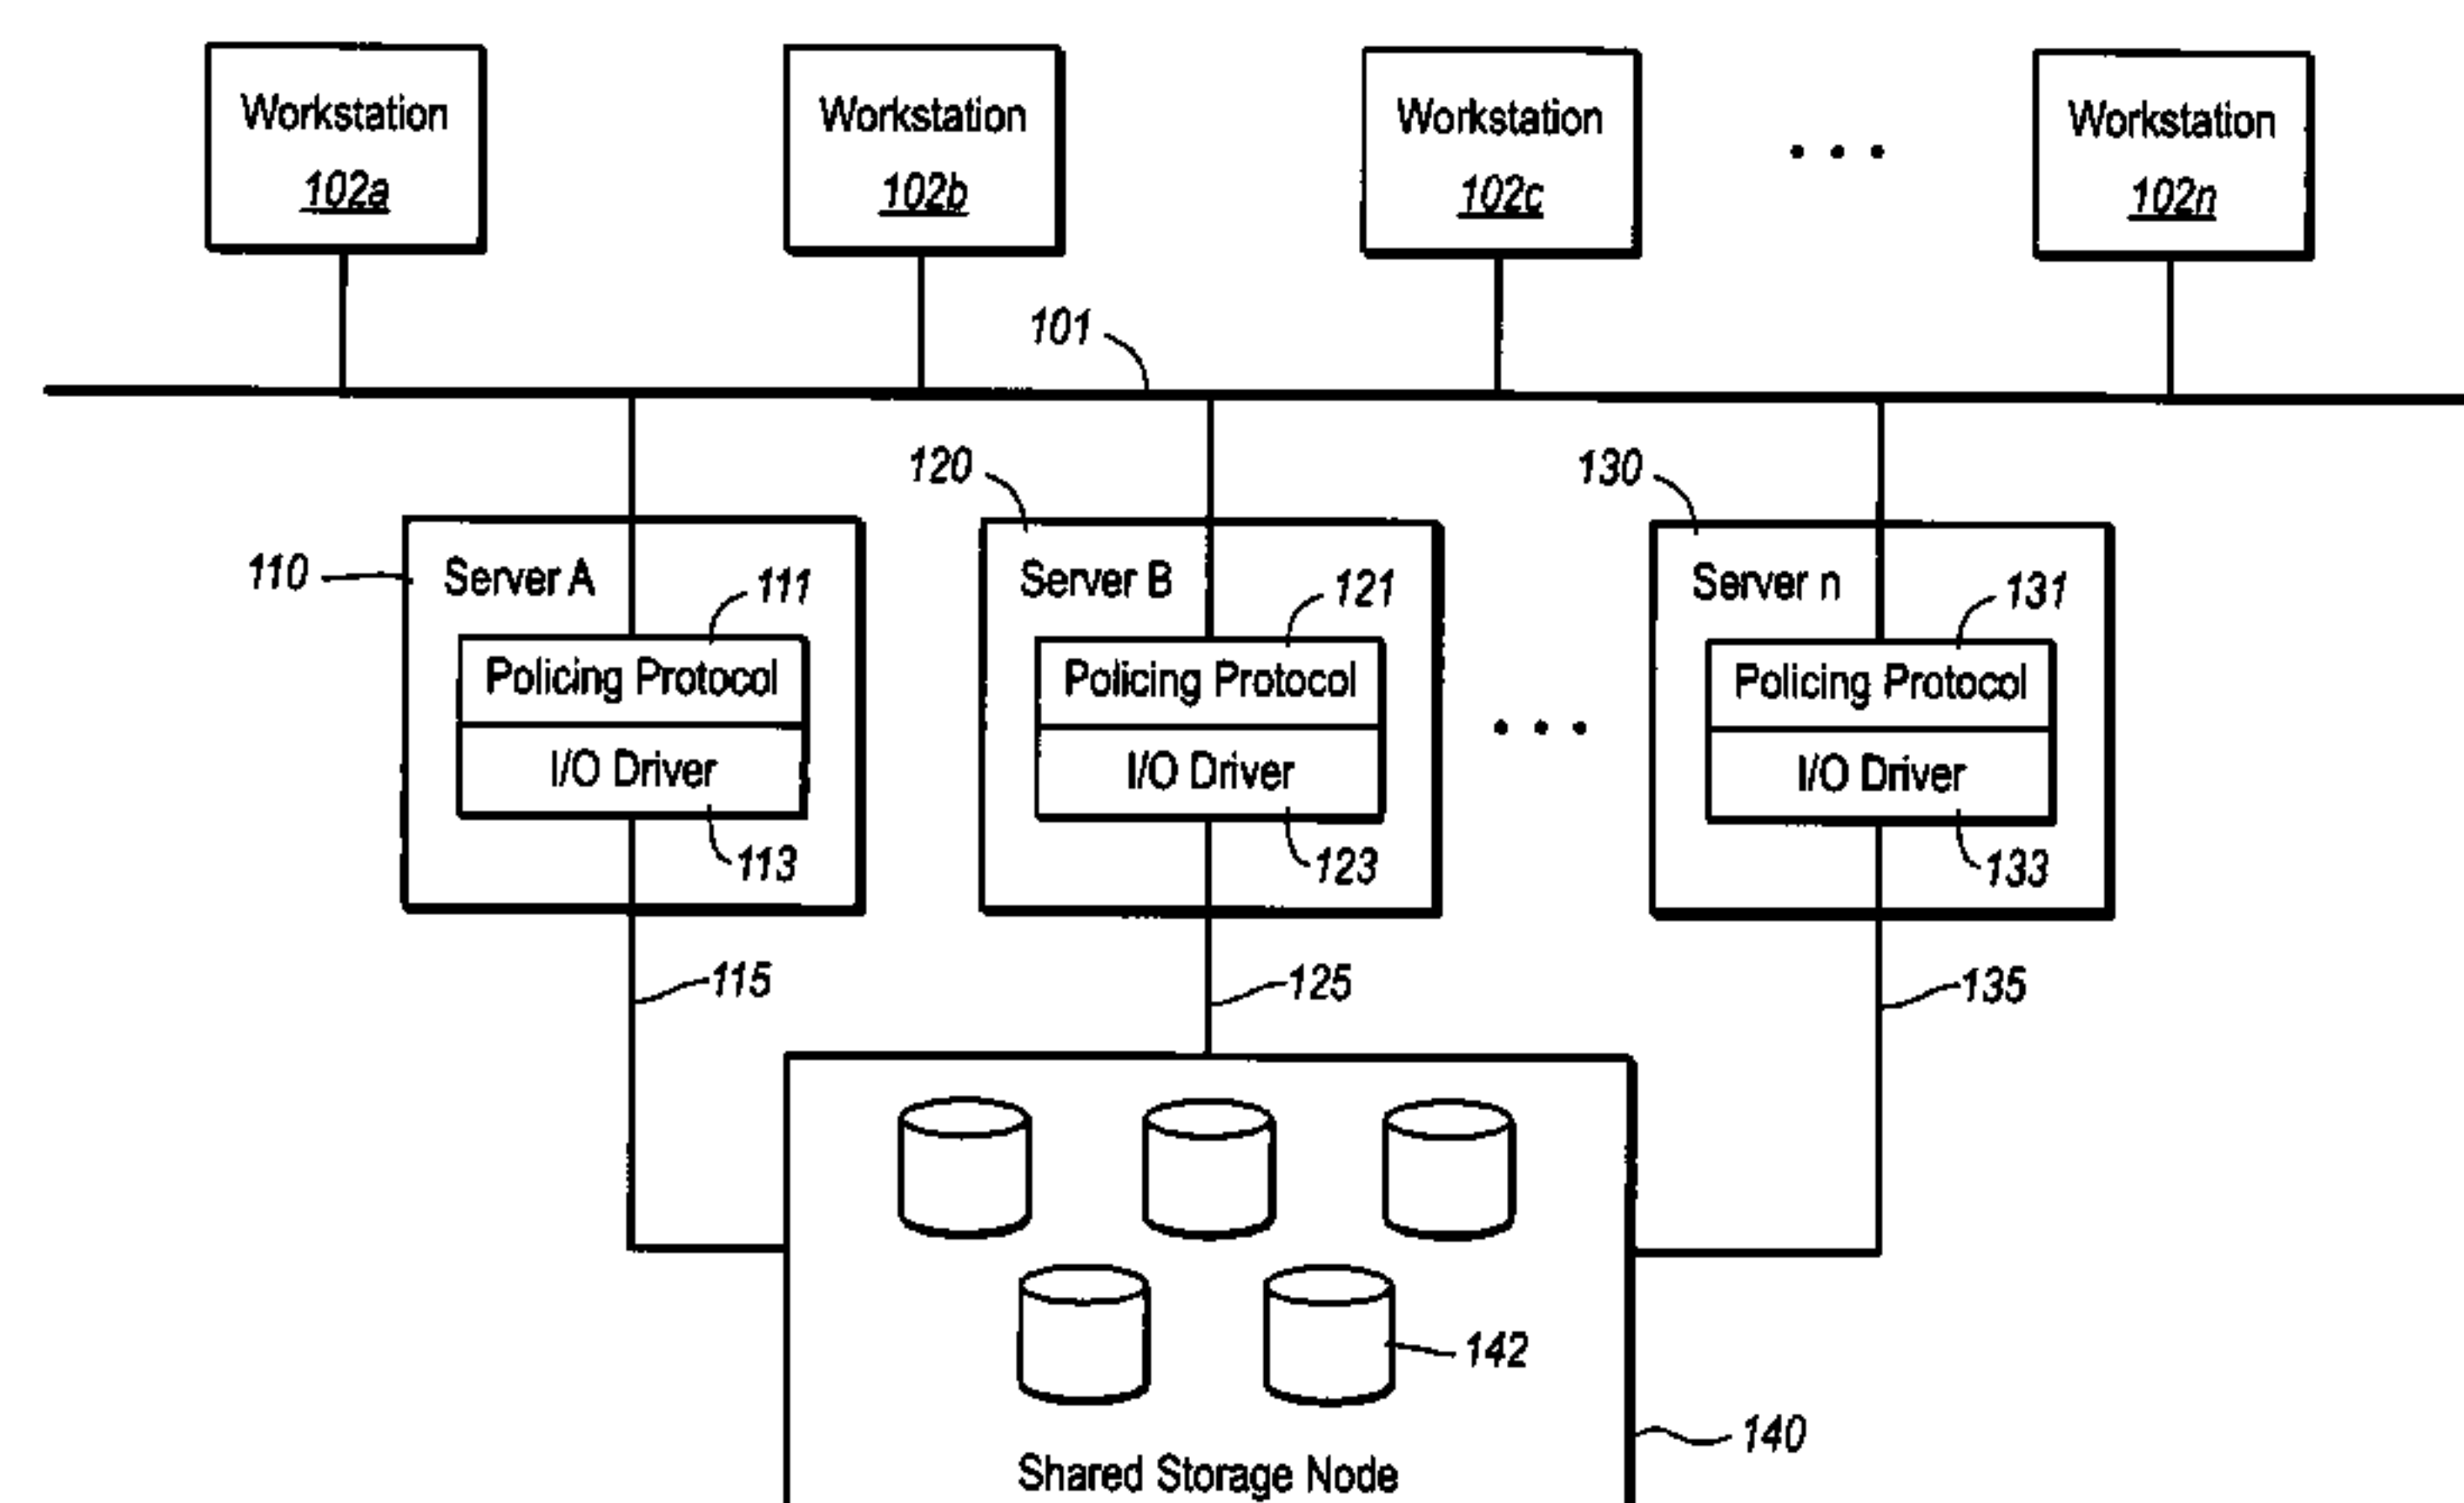 Workstation
102a
Workstation
102b
Workstation
102c
• • •
Workstation
102n
101
110
Server A
111
Policing Protocol
I/O Driver
113
120
Server B
121
Policing Protocol
I/O Driver
123
• • •
130
Server n
131
Policing Protocol
I/O Driver
133
115
125
135
142
140
Shared Storage Node